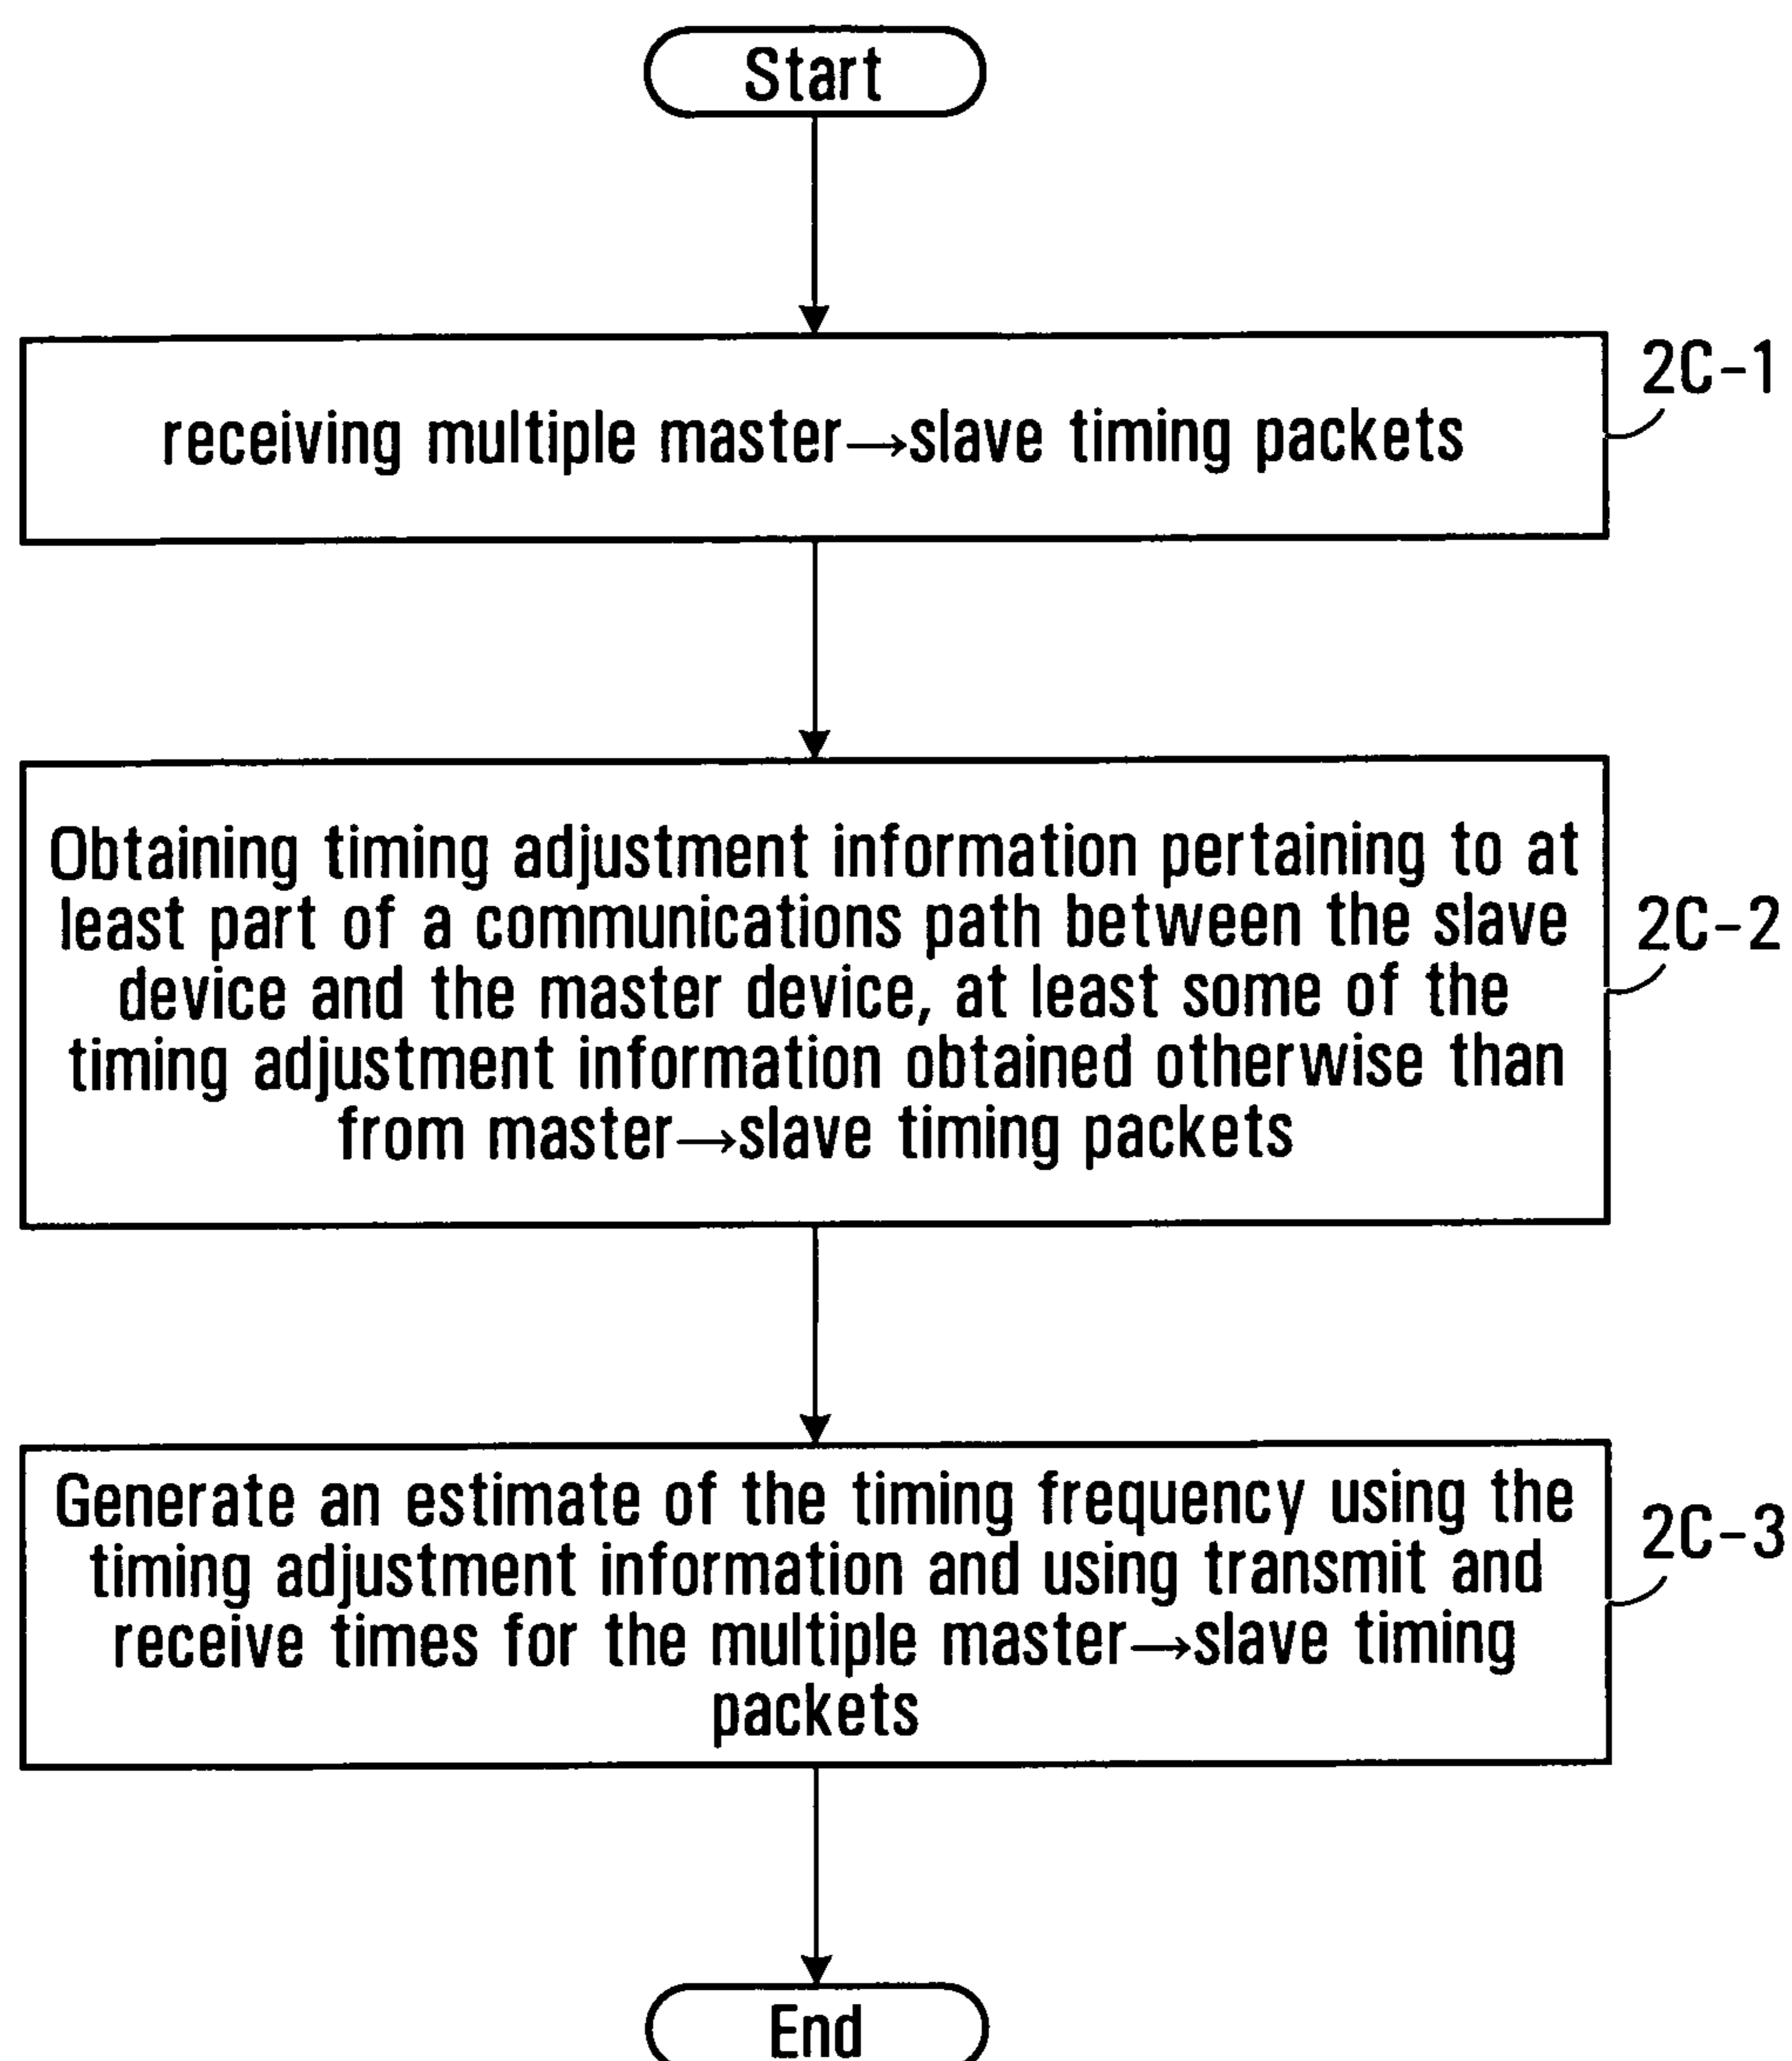 Start
2C-1
receiving multiple master→slave timing packets
Obtaining timing adjustment information pertaining to at
least part of a communications path between the slave
device and the master device, at least some of the
timing adjustment information obtained otherwise than
from master→slave timing packets
2C-2
Generate an estimate of the timing frequency using the
timing adjustment information and using transmit and
receive times for the multiple master→slave timing
packets
2C-3
End